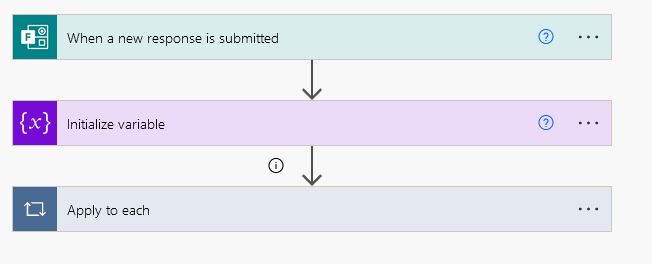 When a new response is submitted
{x} Initialize variable
Apply to each